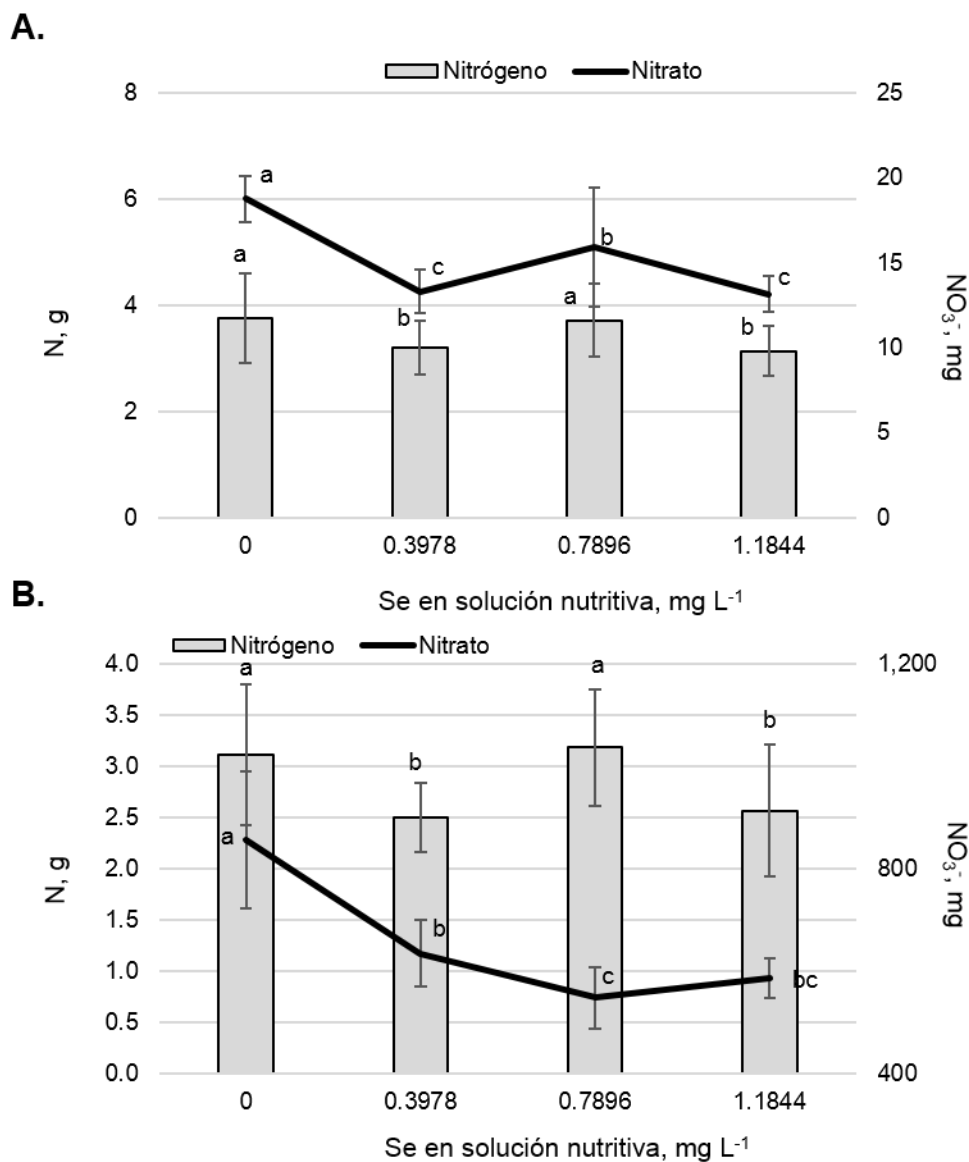 A.
Nitrógeno Nitrato
8 25
a
6 20
a b
c c
15
a
4 b b
N, g NO₃⁻, mg
10
2
5
0 0
0 0.3978 0.7896 1.1844
Se en solución nutritiva, mg L⁻¹
B.
Nitrógeno Nitrato
4.0 a a 1,200
3.5
b
3.0 b
2.5
N, g NO₃⁻, mg
a
2.0 800
1.5
b
1.0 c bc
0.5
0.0 400
0 0.3978 0.7896 1.1844
Se en solución nutritiva, mg L⁻¹